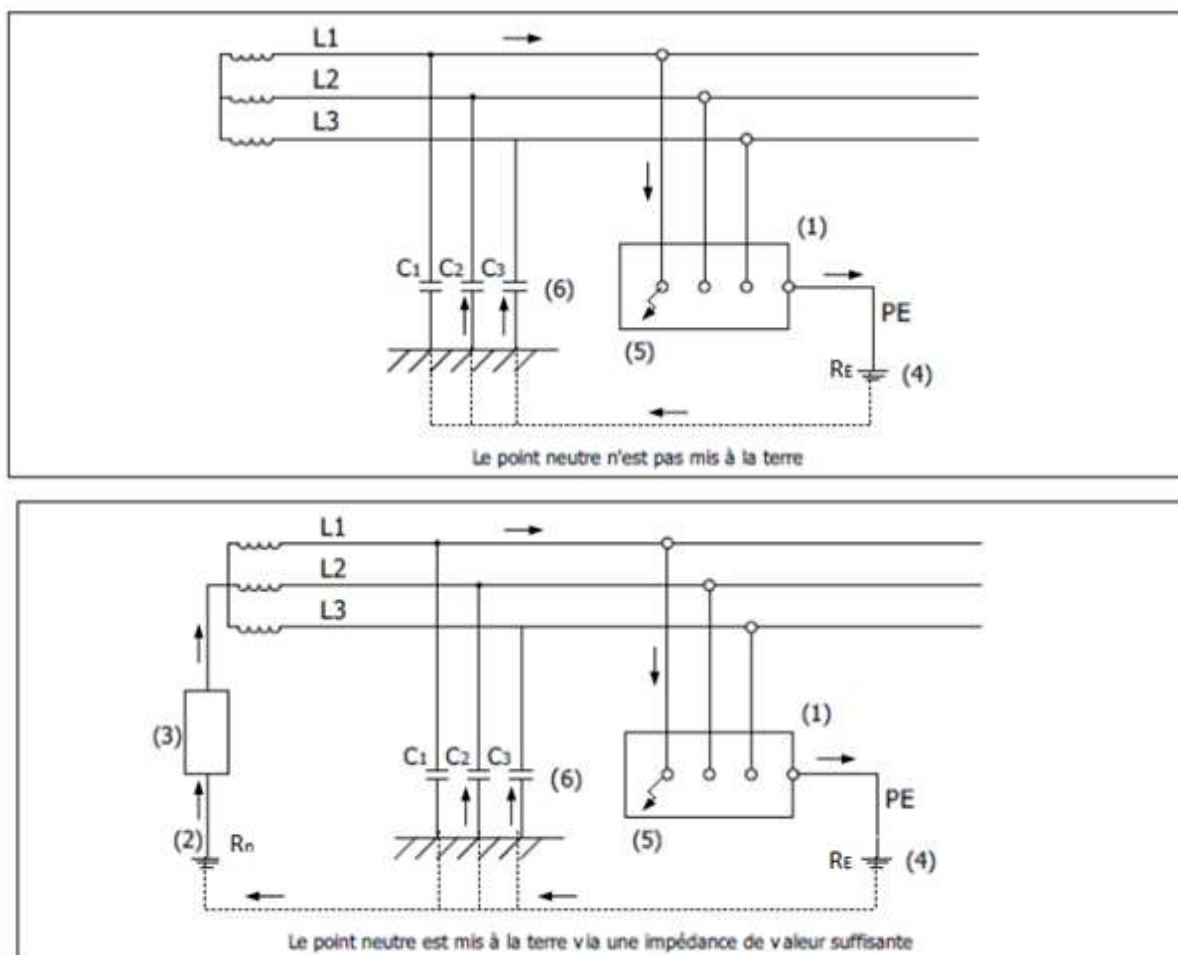 L1
L2
L3
(1)
C1 C2 C3 (6)
(5)
PE
RE (4)
Le point neutre n'est pas mis à la terre
L1
L2
L3
(1)
(3)
C1 C2 C3 (6)
(5)
PE
(2) Rn
RE (4)
Le point neutre est mis à la terre via une impédance de valeur suffisante